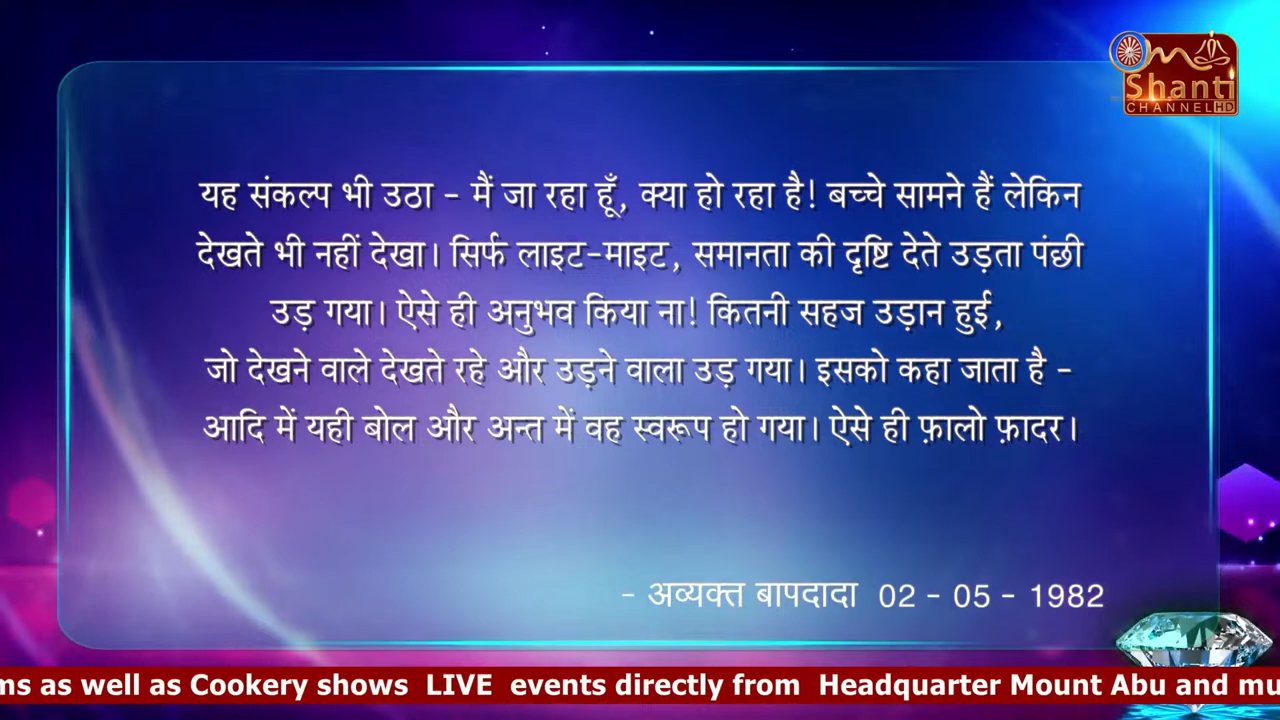 Om
Shanti
CHANNEL HD
यह संकल्प भी उठा - मैं जा रहा हूँ, क्या हो रहा है! बच्चे सामने हैं लेकिन
देखते भी नहीं देखा। सिर्फ लाइट-माइट, समानता की दृष्टि देते उड़ता पंछी
उड़ गया। ऐसे ही अनुभव किया ना! कितनी सहज उड़ान हुई,
जो देखने वाले देखते रहे और उड़ने वाला उड़ गया। इसको कहा जाता है -
आदि में यही बोल और अन्त में वह स्वरूप हो गया। ऐसे ही फ़ालो फ़ादर।
- अव्यक्त बापदादा 02 - 05 - 1982
ms as well as Cookery shows LIVE events directly from Headquarter Mount Abu and mu